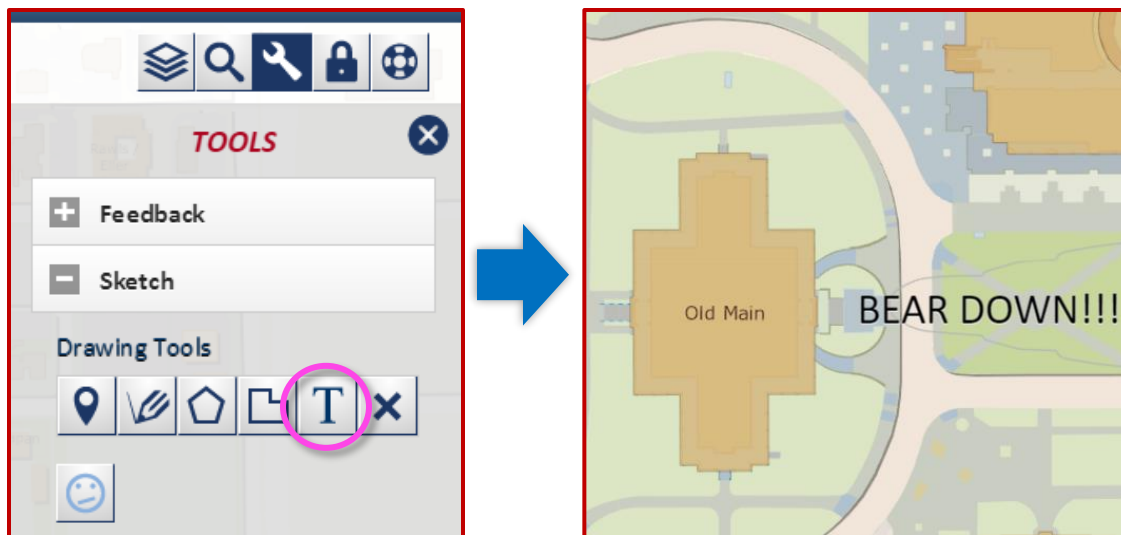 TOOLS
Feedback
Sketch
Drawing Tools
T
Old Main
BEAR DOWN!!!